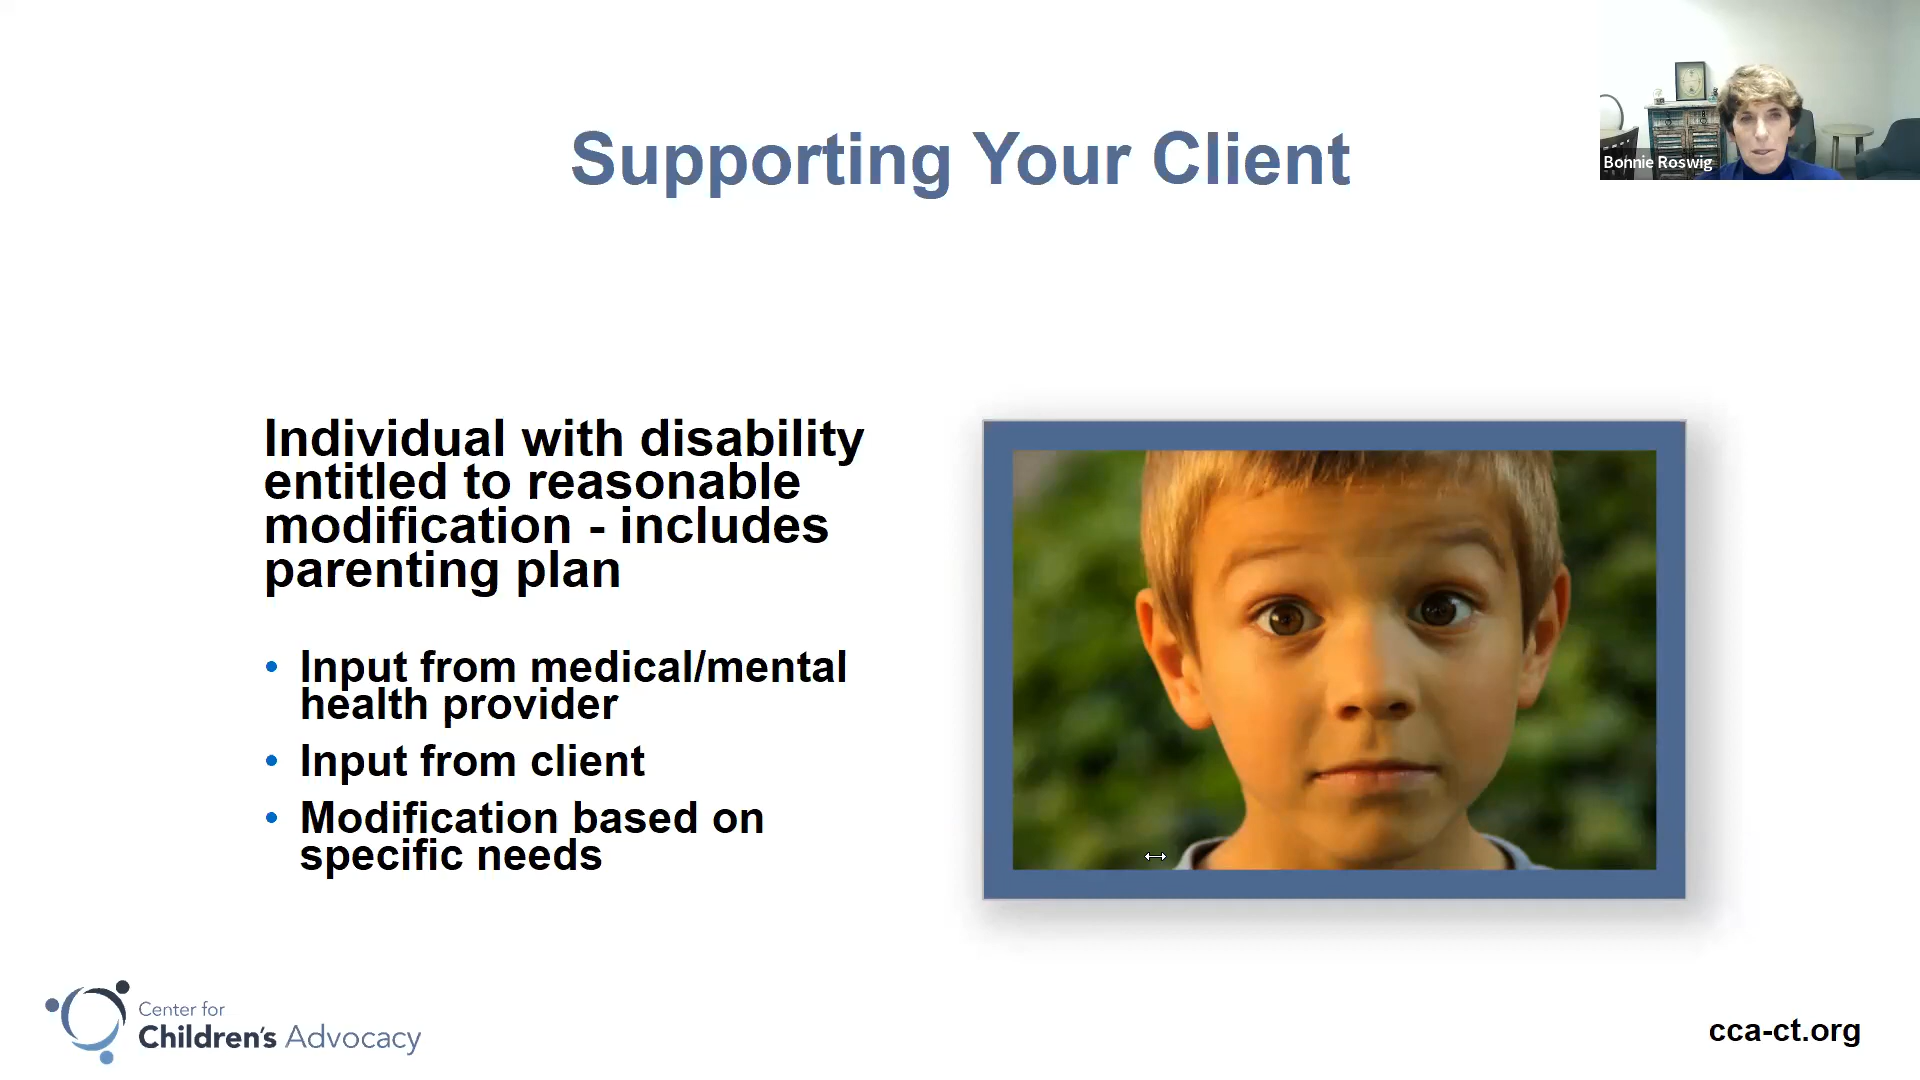 Supporting Your Client
Bonnie Roswig
Individual with disability
entitled to reasonable
modification - includes
parenting plan
• Input from medical/mental
health provider
• Input from client
• Modification based on
specific needs
Center for
Children's Advocacy
cca-ct.org